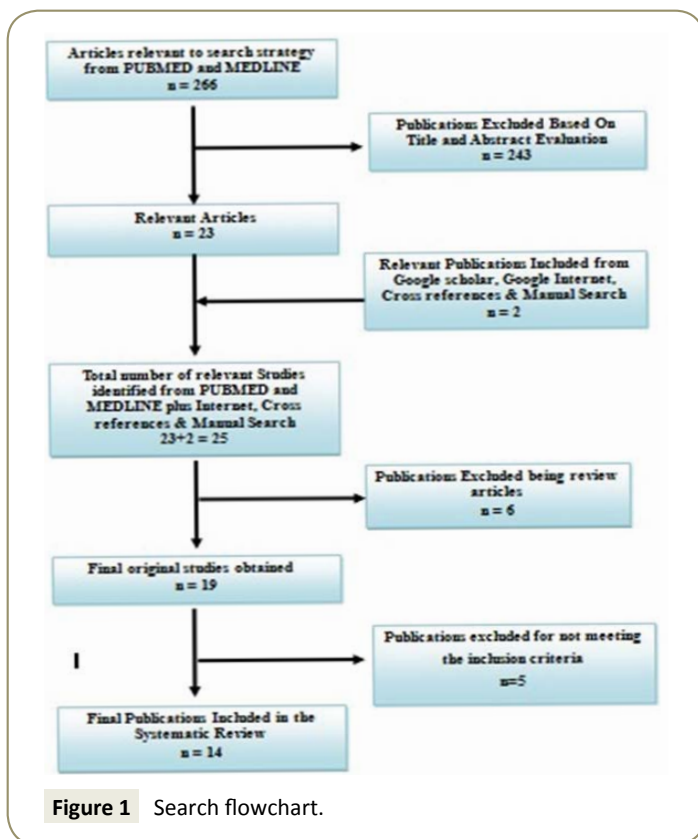 Articles relevant to search strategy
from PUBMED and MEDLINE
n = 266
Publications Excluded Based On
Title and Abstract Evaluation
n = 243
Relevant Articles
n = 23
Relevant Publications Included from
Google scholar, Google Internet,
Cross references & Manual Search
n = 2
Total number of relevant Studies
identified from PUBMED and
MEDLINE plus Internet, Cross
references & Manual Search
23+2 = 25
Publications Excluded being review
articles
n = 6
Final original studies obtained
n = 19
Publications excluded for not meeting
the inclusion criteria
n=5
I
Final Publications Included in the
Systematic Review
n = 14
Figure 1 Search flowchart.